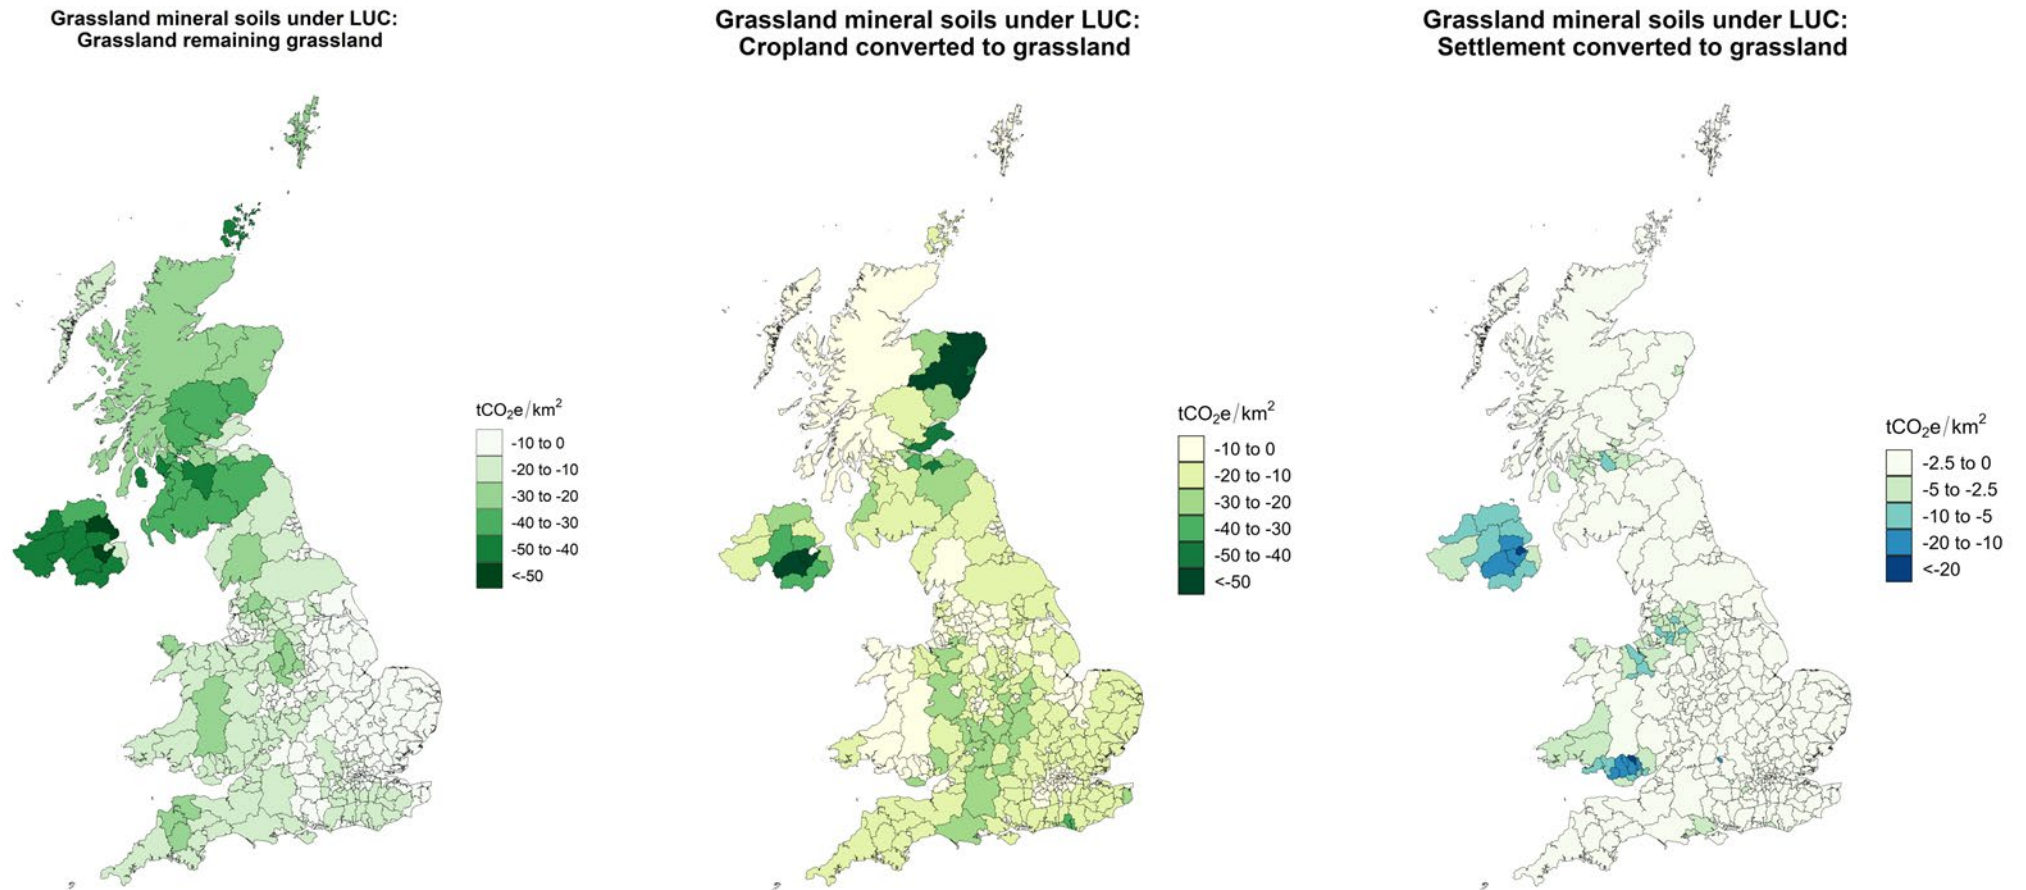 Grassland mineral soils under LUC:
Grassland remaining grassland
tCO₂e/km²
-10 to 0
-20 to -10
-30 to -20
-40 to -30
-50 to -40
<-50
Grassland mineral soils under LUC:
Cropland converted to grassland
tCO₂e/km²
-10 to 0
-20 to -10
-30 to -20
-40 to -30
-50 to -40
<-50
Grassland mineral soils under LUC:
Settlement converted to grassland
tCO₂e/km²
-2.5 to 0
-5 to -2.5
-10 to -5
-20 to -10
<-20